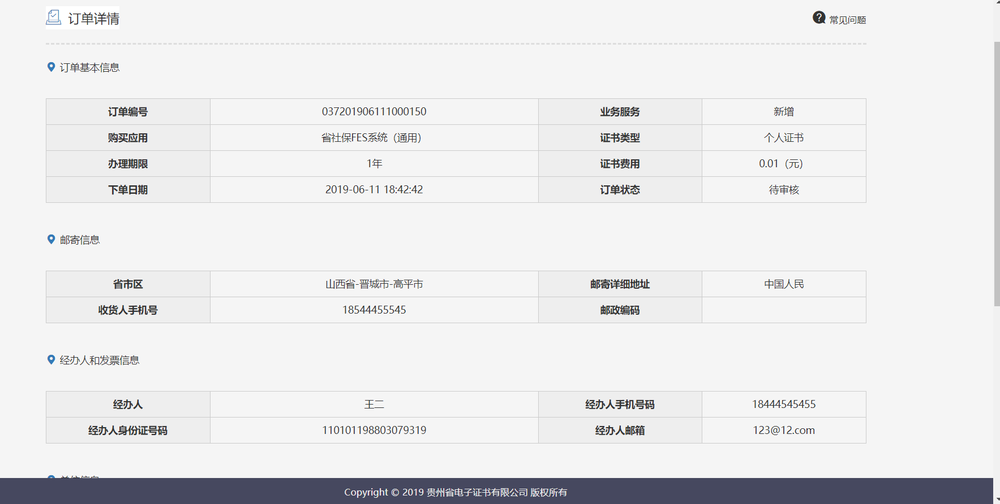 订单详情
常见问题
订单基本信息
订单编号 037201906111000150 业务服务 新增
购买应用 省社保FES系统（通用） 证书类型 个人证书
办理期限 1年 证书费用 0.01（元）
下单日期 2019-06-11 18:42:42 订单状态 待审核
邮寄信息
省市区 山西省-晋城市-高平市 邮寄详细地址 中国人民
收货人手机号 18544455545 邮政编码
经办人和发票信息
经办人 王二 经办人手机号码 18444545455
经办人身份证号码 110101198803079319 经办人邮箱 123@12.com
Copyright © 2019 贵州省电子证书有限公司 版权所有